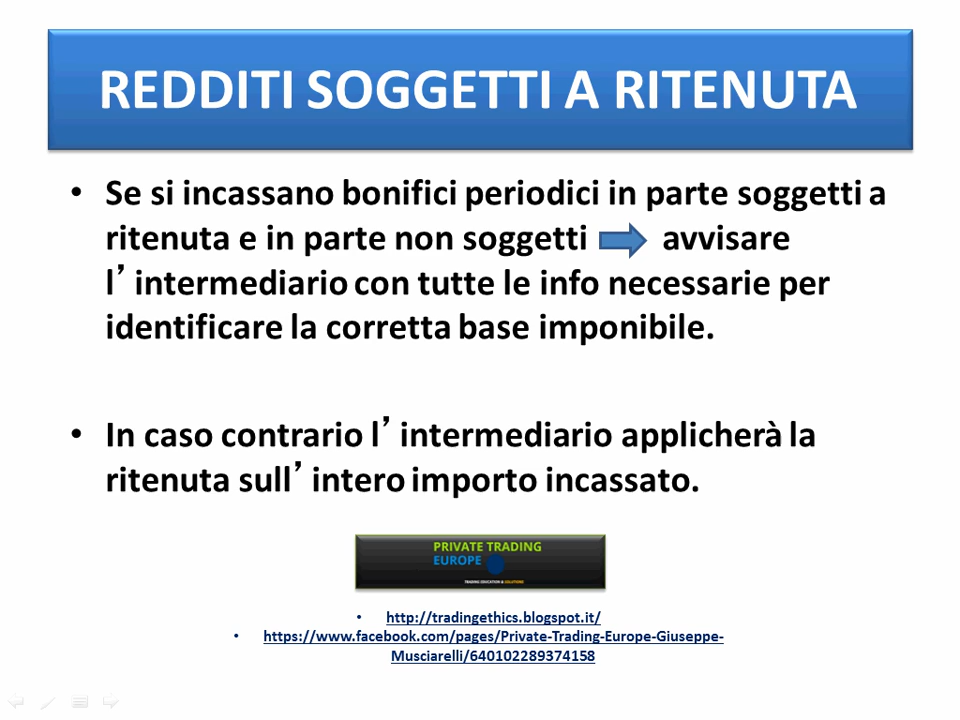 REDDITI SOGGETTI A RITENUTA
• Se si incassano bonifici periodici in parte soggetti a
ritenuta e in parte non soggetti avvisare
l’intermediario con tutte le info necessarie per
identificare la corretta base imponibile.
• In caso contrario l’intermediario applicherà la
ritenuta sull’intero importo incassato.
PRIVATE TRADING
EUROPE
TRADING EDUCATION & SOLUTIONS
• http://tradingethics.blogspot.it/
• https://www.facebook.com/pages/Private-Trading-Europe-Giuseppe-
Musciarelli/640102289374158